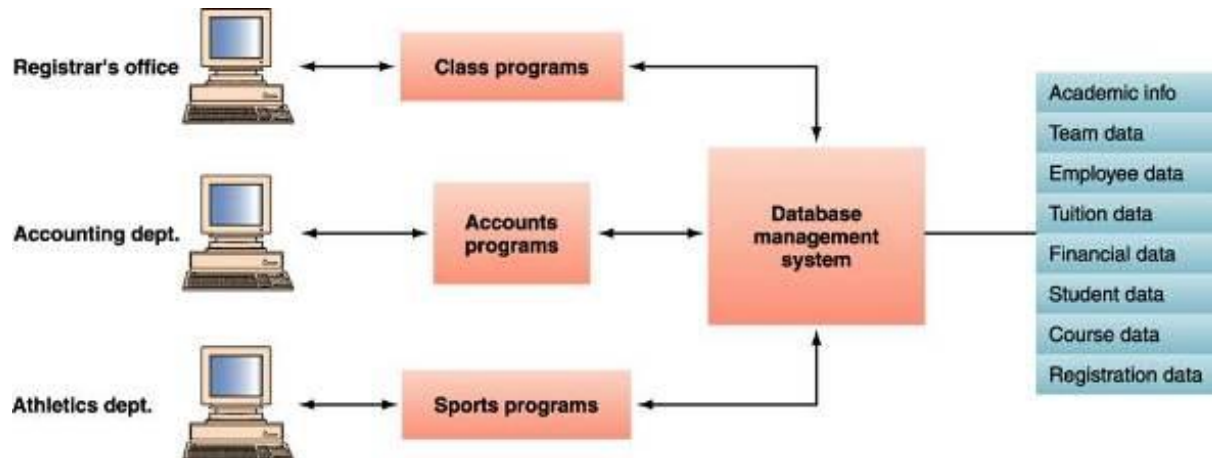 Registrar's office
Class programs
Accounting dept.
Accounts
programs
Athletics dept.
Sports programs
Database
management
system
Academic info
Team data
Employee data
Tuition data
Financial data
Student data
Course data
Registration data